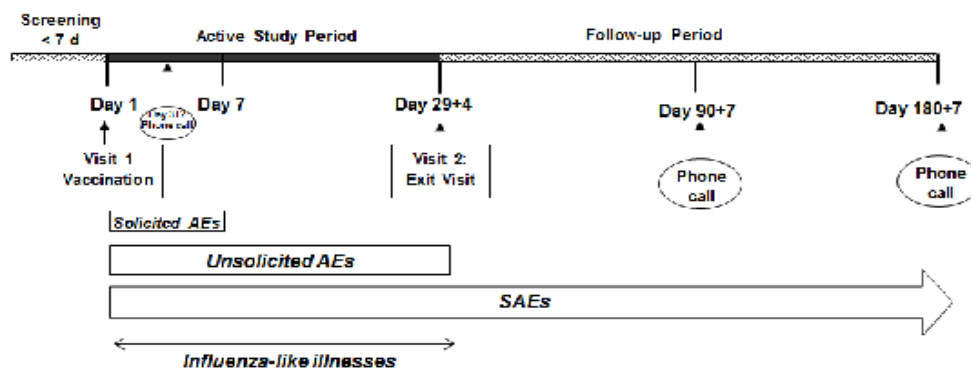 Screening
< 7 d
Active Study Period
Follow-up Period
Day 1
Phone call
Day 7
Day 29+4
Day 90+7
Day 180+7
Visit 1
Vaccination
Visit 2:
Exit Visit
Phone
call
Phone
call
Solicited AEs
Unsolicited AEs
SAEs
Influenza-like illnesses